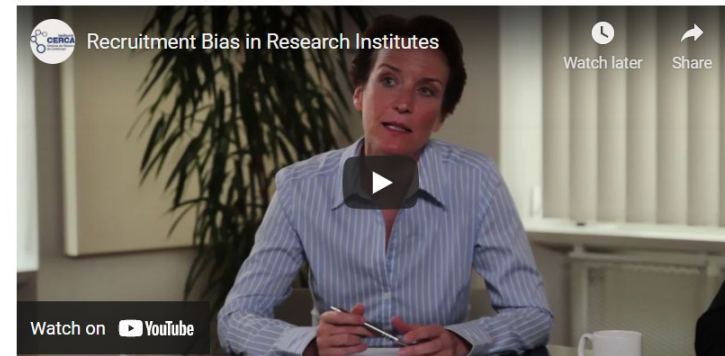 CERCA
Recruitment Bias in Research Institutes
Watch later
Share
Watch on YouTube